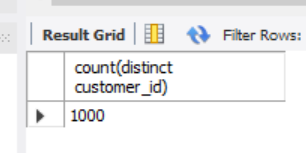 Result Grid Filter Rows:
count(distinct
customer_id)
1000